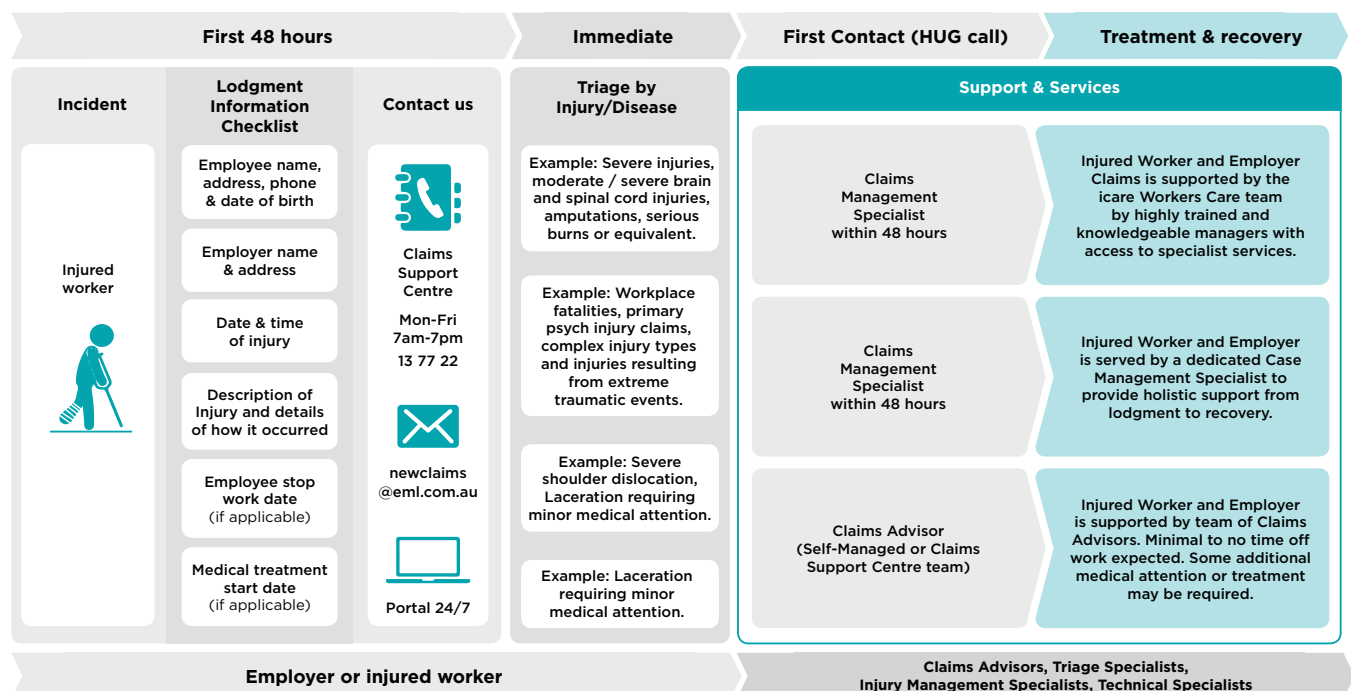 First 48 hours
Immediate
First Contact (HUG call)
Treatment & recovery
Incident
Injured
worker
Lodgment
Information
Checklist
Employee name,
address, phone
& date of birth
Employer name
& address
Date & time
of injury
Description of
Injury and details
of how it occurred
Employee stop
work date
(if applicable)
Medical treatment
start date
(if applicable)
Contact us
Claims
Support
Centre
Mon-Fri
7am-7pm
13 77 22
newclaims
@eml.com.au
Portal 24/7
Triage by
Injury/Disease
Example: Severe injuries,
moderate / severe brain
and spinal cord injuries,
amputations, serious
burns or equivalent.
Example: Workplace
fatalities, primary
psych injury claims,
complex injury types
and injuries resulting
from extreme
traumatic events.
Example: Severe
shoulder dislocation,
Laceration requiring
minor medical attention.
Example: Laceration
requiring minor
medical attention.
Support & Services
Claims
Management
Specialist
within 48 hours
Injured Worker and Employer
Claims is supported by the
icare Workers Care team
by highly trained and
knowledgeable managers with
access to specialist services.
Claims
Management
Specialist
within 48 hours
Injured Worker and Employer
is served by a dedicated Case
Management Specialist to
provide holistic support from
lodgment to recovery.
Claims Advisor
(Self-Managed or Claims
Support Centre team)
Injured Worker and Employer
is supported by team of Claims
Advisors. Minimal to no time off
work expected. Some additional
medical attention or treatment
may be required.
Employer or injured worker
Claims Advisors, Triage Specialists,
Injury Management Specialists, Technical Specialists